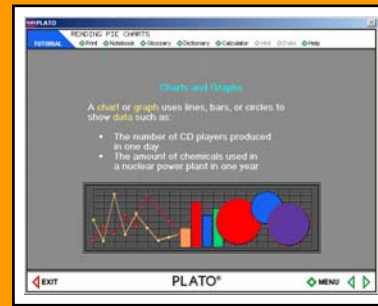 PLATO
READING PIE CHARTS
TUTORIAL Print Notebook Glossary Dictionary Calculator Hint Data Help
Charts and Graphs
A chart or graph uses lines, bars, or circles to
show data such as:
• The number of CD players produced
in one day
• The amount of chemicals used in
a nuclear power plant in one year
EXIT PLATO® MENU